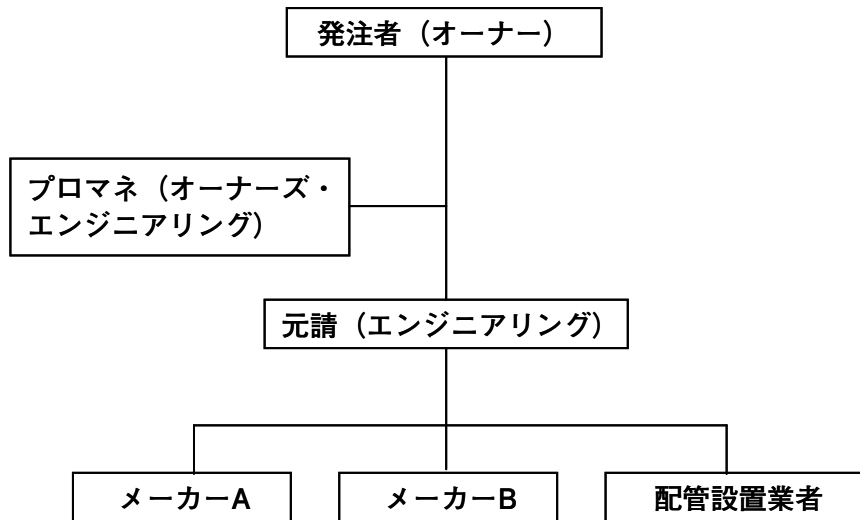 発注者（オーナー）
プロマネ（オーナーズ・
エンジニアリング）
元請（エンジニアリング）
メーカーA
メーカーB
配管設置業者